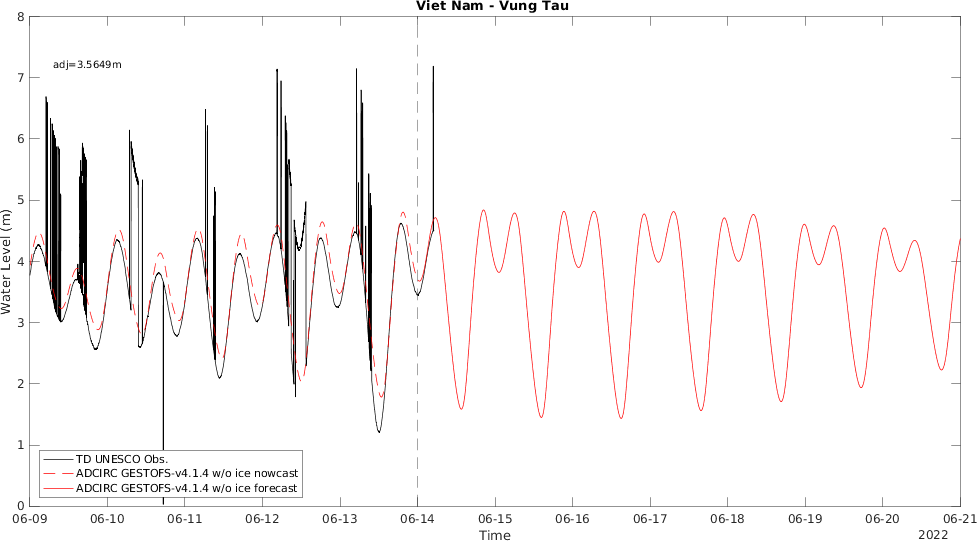 Viet Nam - Vung Tau
adj=3.5649m
Water Level (m)
8
7
6
5
4
3
2
1
0
TD UNESCO Obs.
ADCIRC GESTOFS-v4.1.4 w/o ice nowcast
ADCIRC GESTOFS-v4.1.4 w/o ice forecast
06-09 06-10 06-11 06-12 06-13 06-14 06-15 06-16 06-17 06-18 06-19 06-20 06-21
Time
2022